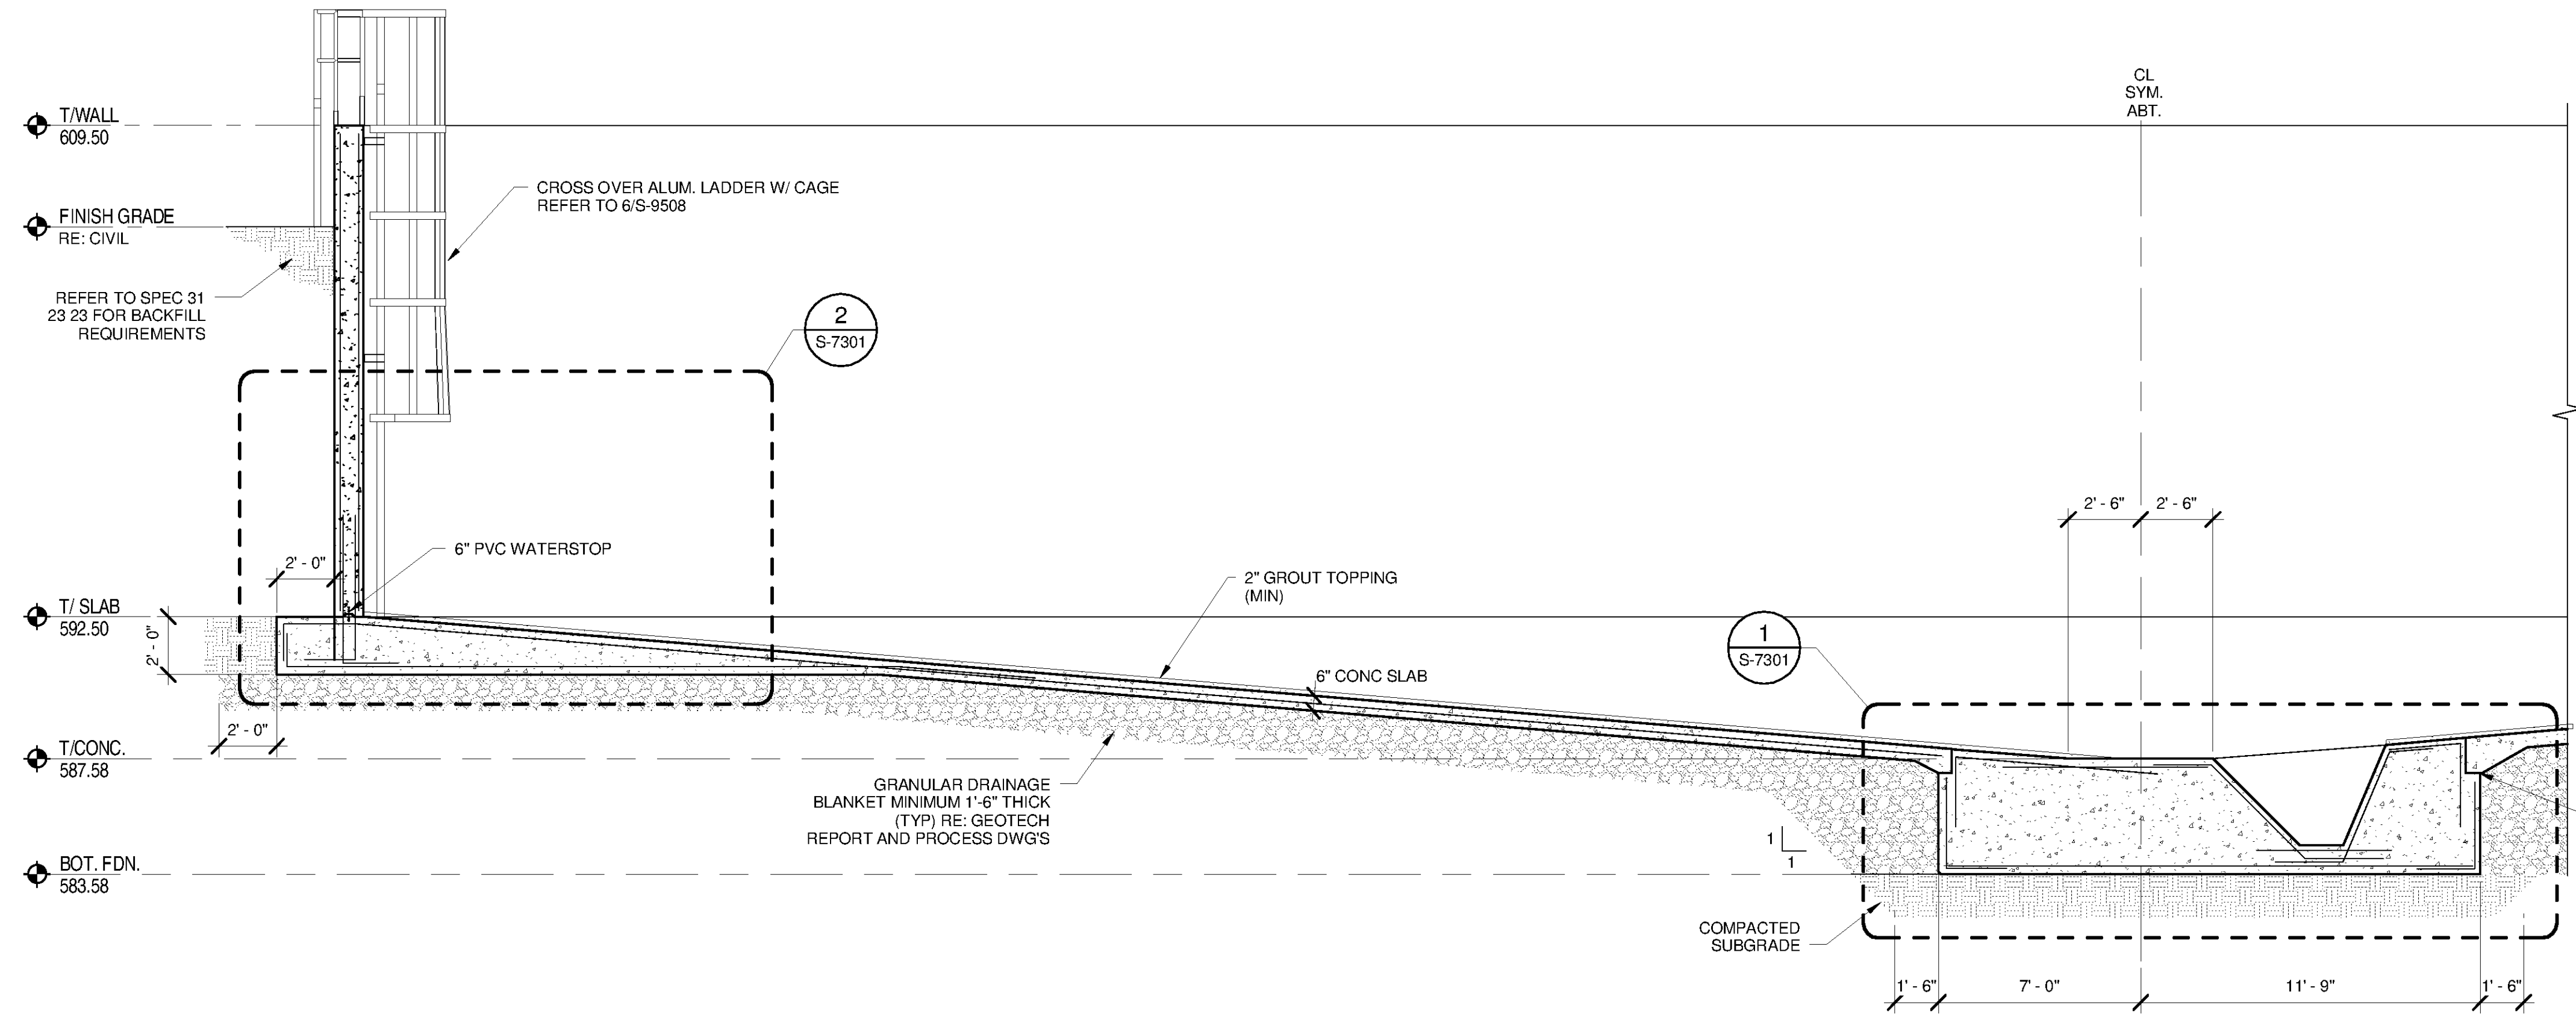 CL
SYM.
ABT.
T/WALL
609.50
CROSS OVER ALUM. LADDER W/ CAGE
REFER TO 6/S-9508
FINISH GRADE
RE: CIVIL
REFER TO SPEC 31
23 23 FOR BACKFILL
REQUIREMENTS
2
S-7301
2' - 6" 2' - 6"
6" PVC WATERSTOP
2' - 0"
2" GROUT TOPPING
(MIN)
T/ SLAB
592.50
2' - 0"
1
S-7301
6" CONC SLAB
2' - 0"
T/CONC.
587.58
GRANULAR DRAINAGE
BLANKET MINIMUM 1'-6" THICK
(TYP) RE: GEOTECH
REPORT AND PROCESS DWG'S
1
1
BOT. FDN.
583.58
COMPACTED
SUBGRADE
1' - 6" 7' - 0" 11' - 9" 1' - 6"